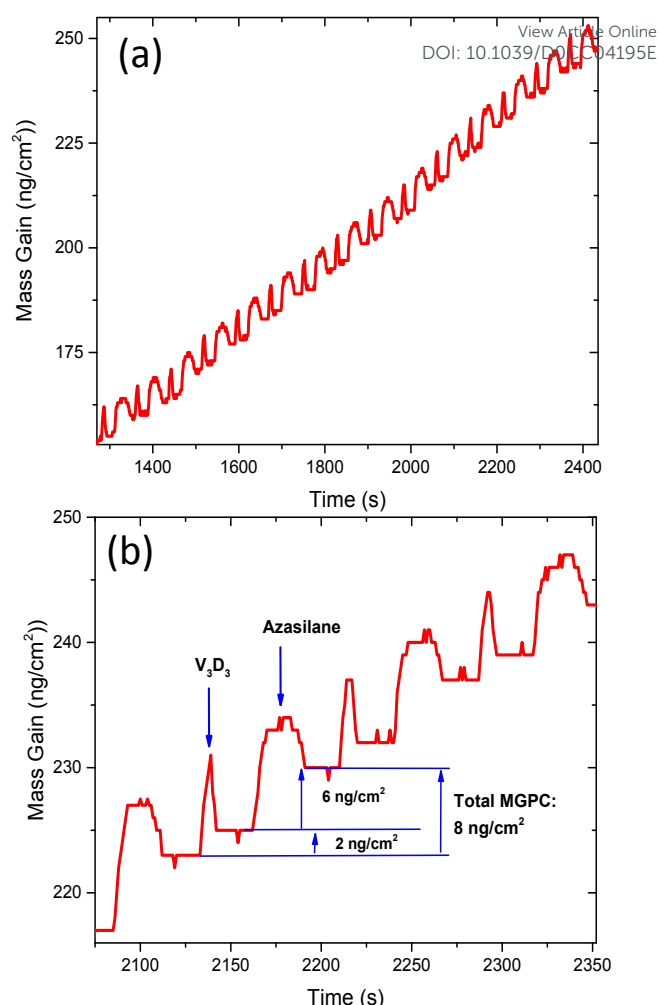 View Article Online
DOI: 10.1039/D0CC04195E
(a)
250
225
200
175
Mass Gain (ng/cm²))
1400 1600 1800 2000 2200 2400
Time (s)
(b)
250
240
230
220
Mass Gain (ng/cm²))
Azasilane
V₃D₃
6 ng/cm²
2 ng/cm²
Total MGPC:
8 ng/cm²
2100 2150 2200 2250 2300 2350
Time (s)